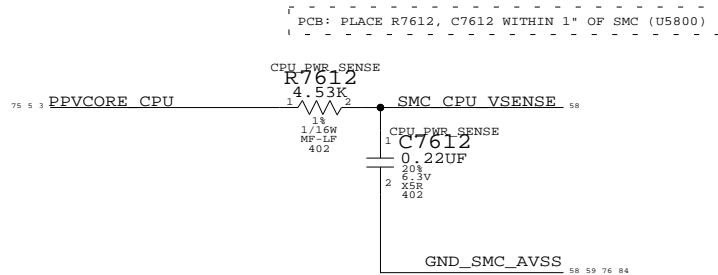 PCB: PLACE R7612, C7612 WITHIN 1" OF SMC (U5800)
CPU_PWR_SENSE
R7612
4.53K
75 5 3 PPVCORE_CPU
1 2
SMC_CPU_VSENSE 58
1%
1/16W
MF-LF
402
CPU_PWR_SENSE
1
C7612
0.22UF
20%
6.3V
X5R
402
2
GND_SMC_AVSS 58 59 76 84